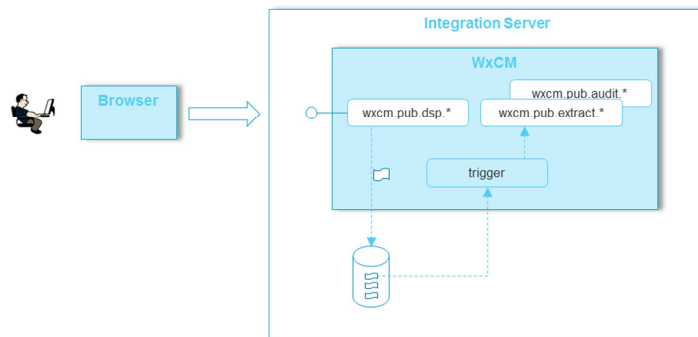 Integration Server
WxCM
Browser
wxcm.pub.audit.*
wxcm.pub.dsp.*
wxcm.pub.extract.*
trigger